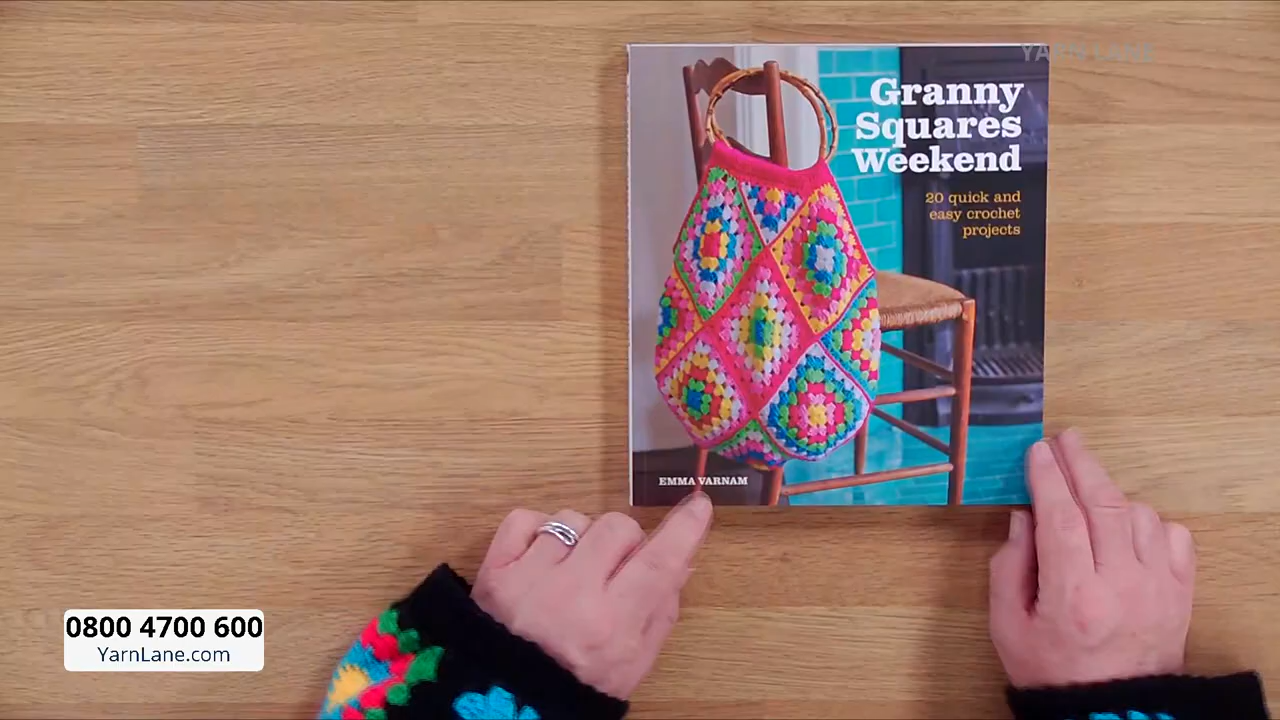 YARN LANE
Granny
Squares
Weekend
20 quick and
easy crochet
projects
EMMA VARNAM
0800 4700 600
YarnLane.com